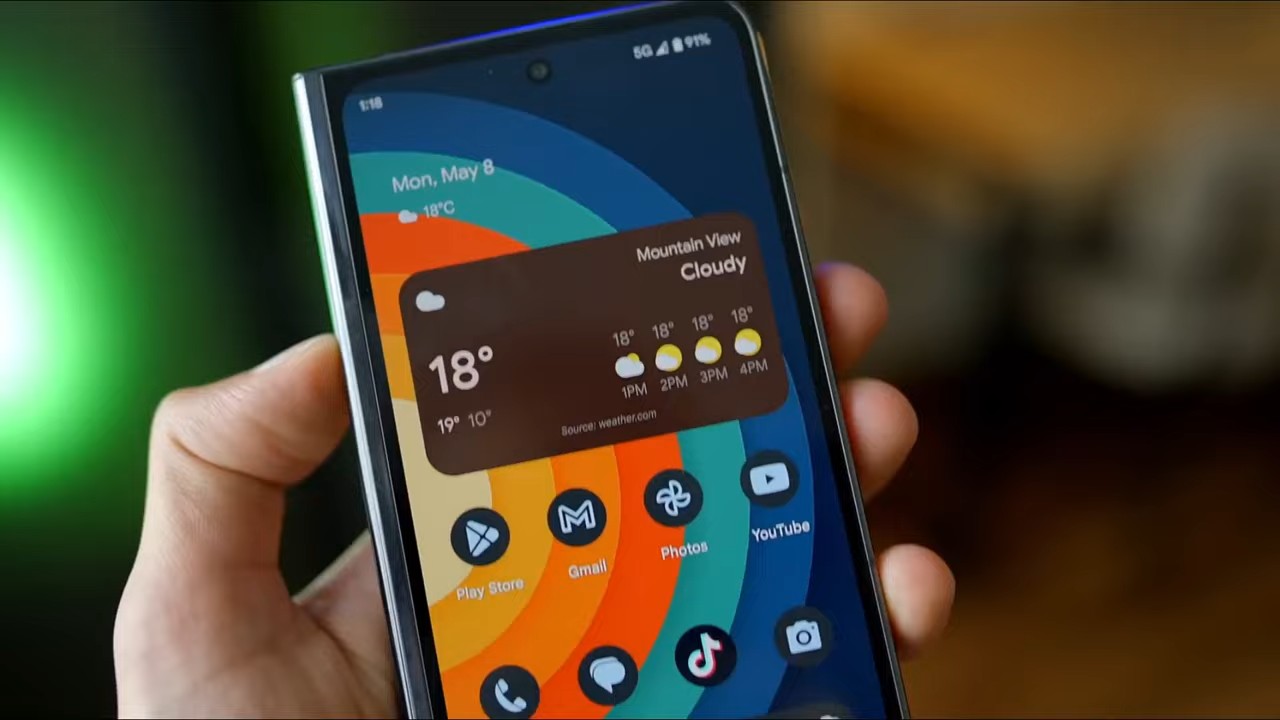 5G 91%
1:18
Mon, May 8
18°C
Mountain View
Cloudy
18°
19° 10°
18° 18° 18° 18°
1PM 2PM 3PM 4PM
Source: weather.com
Play Store Gmail Photos YouTube